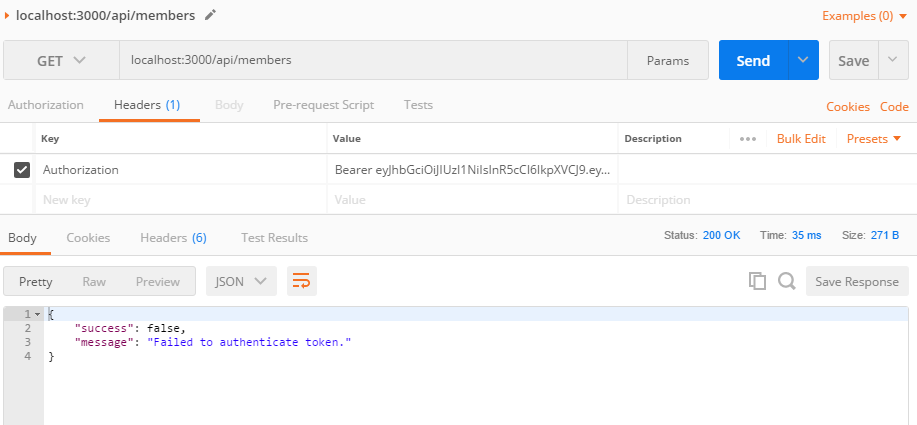 localhost:3000/api/members
Examples (0)
GET localhost:3000/api/members Params Send Save
Authorization Headers (1) Body Pre-request Script Tests Cookies Code
Key Value Description ••• Bulk Edit Presets
Authorization Bearer eyJhbGciOiJIUzI1NiIsInR5cCI6IkpXVCJ9.ey...
New key Value Description
Body Cookies Headers (6) Test Results Status: 200 OK Time: 35 ms Size: 271 B
Pretty Raw Preview JSON Save Response
1 {
2 "success": false,
3 "message": "Failed to authenticate token."
4 }